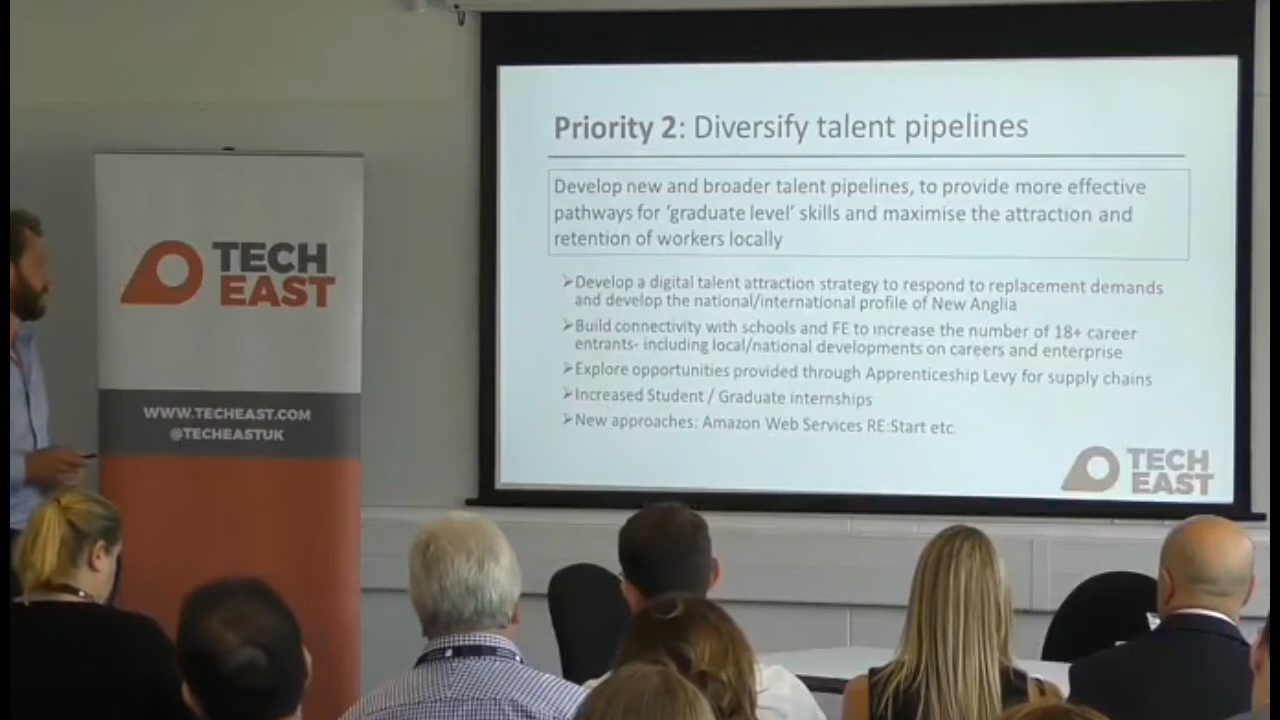 TECH
EAST
WWW.TECHEAST.COM
@TECHEASTUK
Priority 2: Diversify talent pipelines
Develop new and broader talent pipelines, to provide more effective
pathways for ‘graduate level’ skills and maximise the attraction and
retention of workers locally
➢Develop a digital talent attraction strategy to respond to replacement demands
and develop the national/international profile of New Anglia
➢Build connectivity with schools and FE to increase the number of 18+ career
entrants- including local/national developments on careers and enterprise
➢Explore opportunities provided through Apprenticeship Levy for supply chains
➢Increased Student / Graduate internships
➢New approaches: Amazon Web Services RE:Start etc.
TECH
EAST